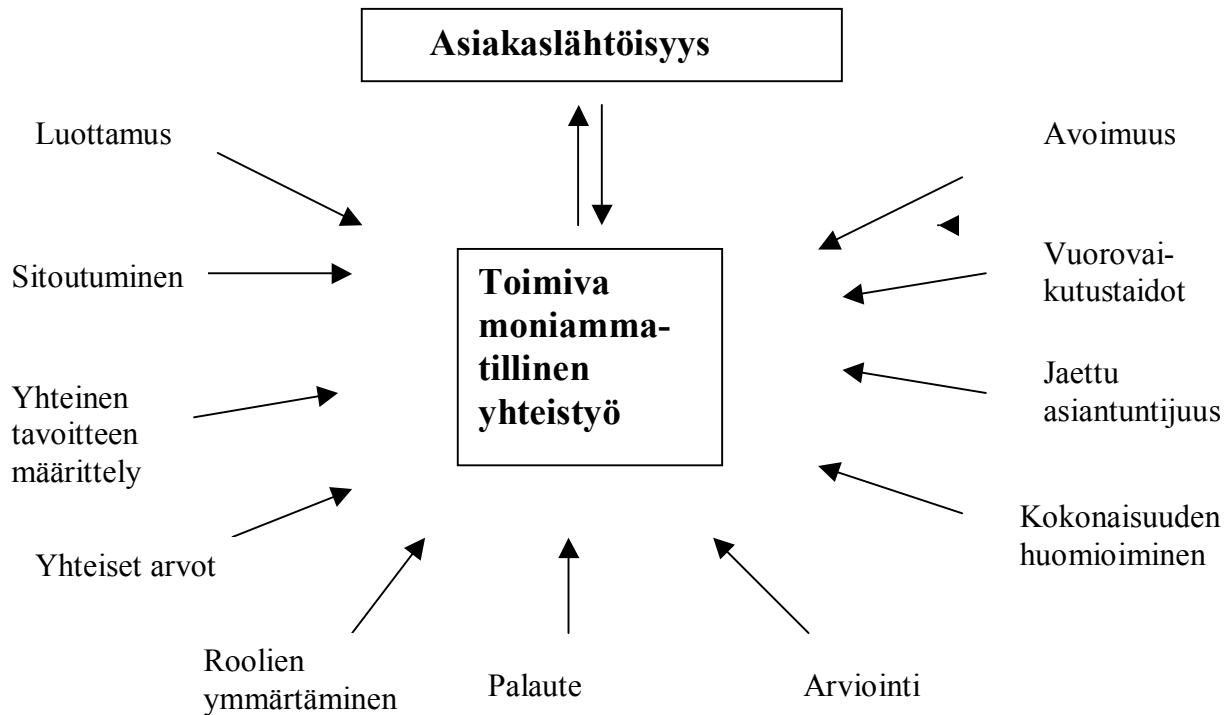 Asiakaslähtöisyys
Luottamus
Avoimuus
Sitoutuminen
Toimiva
moniamma-
tillinen
yhteistyö
Vuorovai-
kutustaidot
Yhteinen
tavoitteen
määrittely
Jaettu
asiantuntijuus
Yhteiset arvot
Kokonaisuuden
huomioiminen
Roolien
ymmärtäminen
Palaute
Arviointi